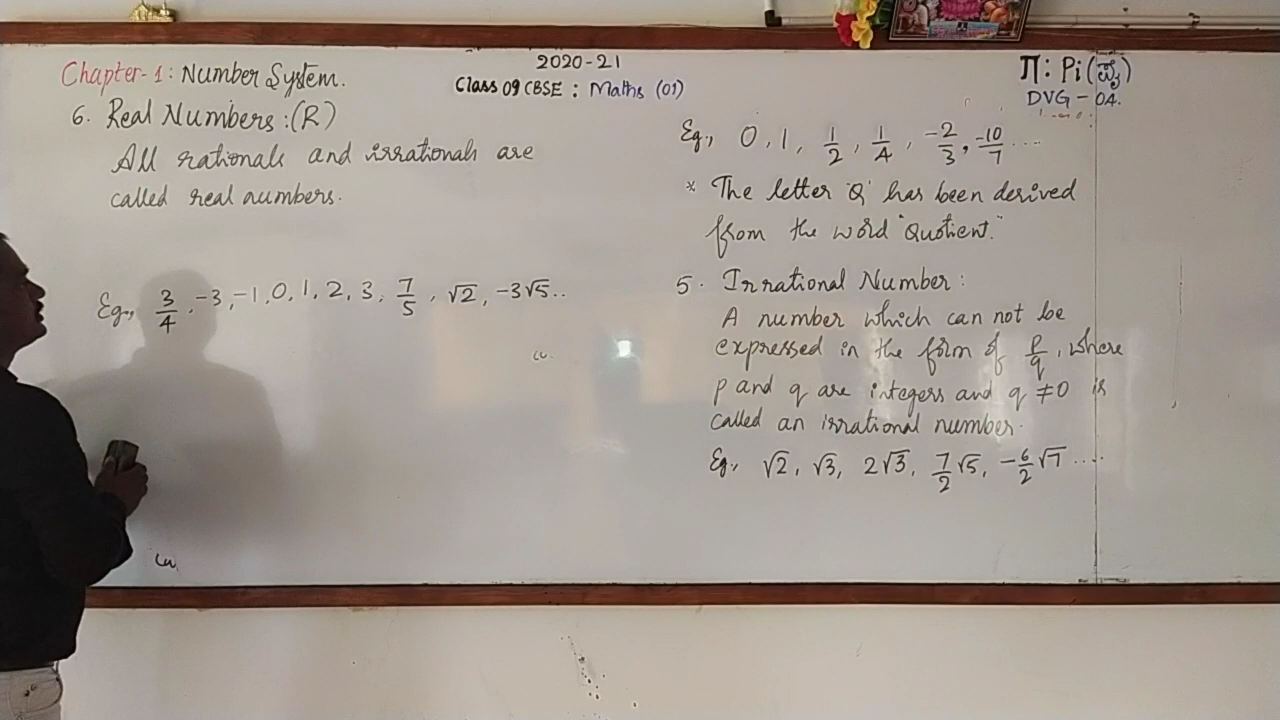 2020-21
Class 09 CBSE : Maths (01)
Π: Pi (ಪೈ)
DVG - 04.
Chapter-1: Number System.
6. Real Numbers :(R)
All rationals and irrationals are
called real numbers.
Eg., 3/4, -3, -1, 0, 1, 2, 3, 7/5, √2, -3√5..
Eg., 0, 1, 1/2, 1/4, -2/3, -10/7 ....
* The letter 'Q' has been derived
from the word "Quotient."
5. Irrational Number :
A number which can not be
expressed in the form of p/q, where
p and q are integers and q ≠ 0 is
called an irrational number.
Eg., √2, √3, 2√3, 7/2 √5, -6/2 √7 ....